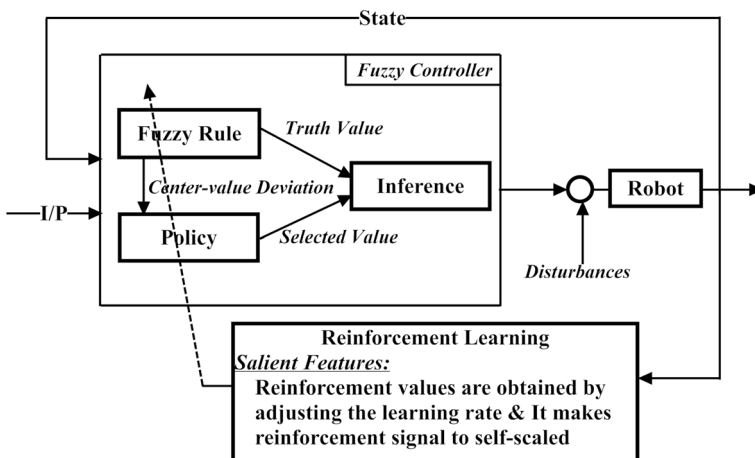 State
Fuzzy Controller
Fuzzy Rule
Truth Value
Center-value Deviation
Inference
Robot
I/P
Policy
Selected Value
Disturbances
Reinforcement Learning
Salient Features:
Reinforcement values are obtained by
adjusting the learning rate & It makes
reinforcement signal to self-scaled